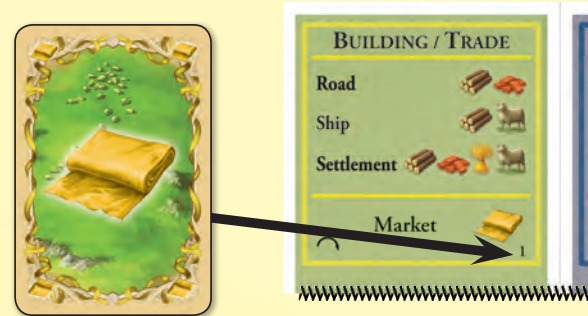 BUILDING / TRADE
Road
Ship
Settlement
Market
1